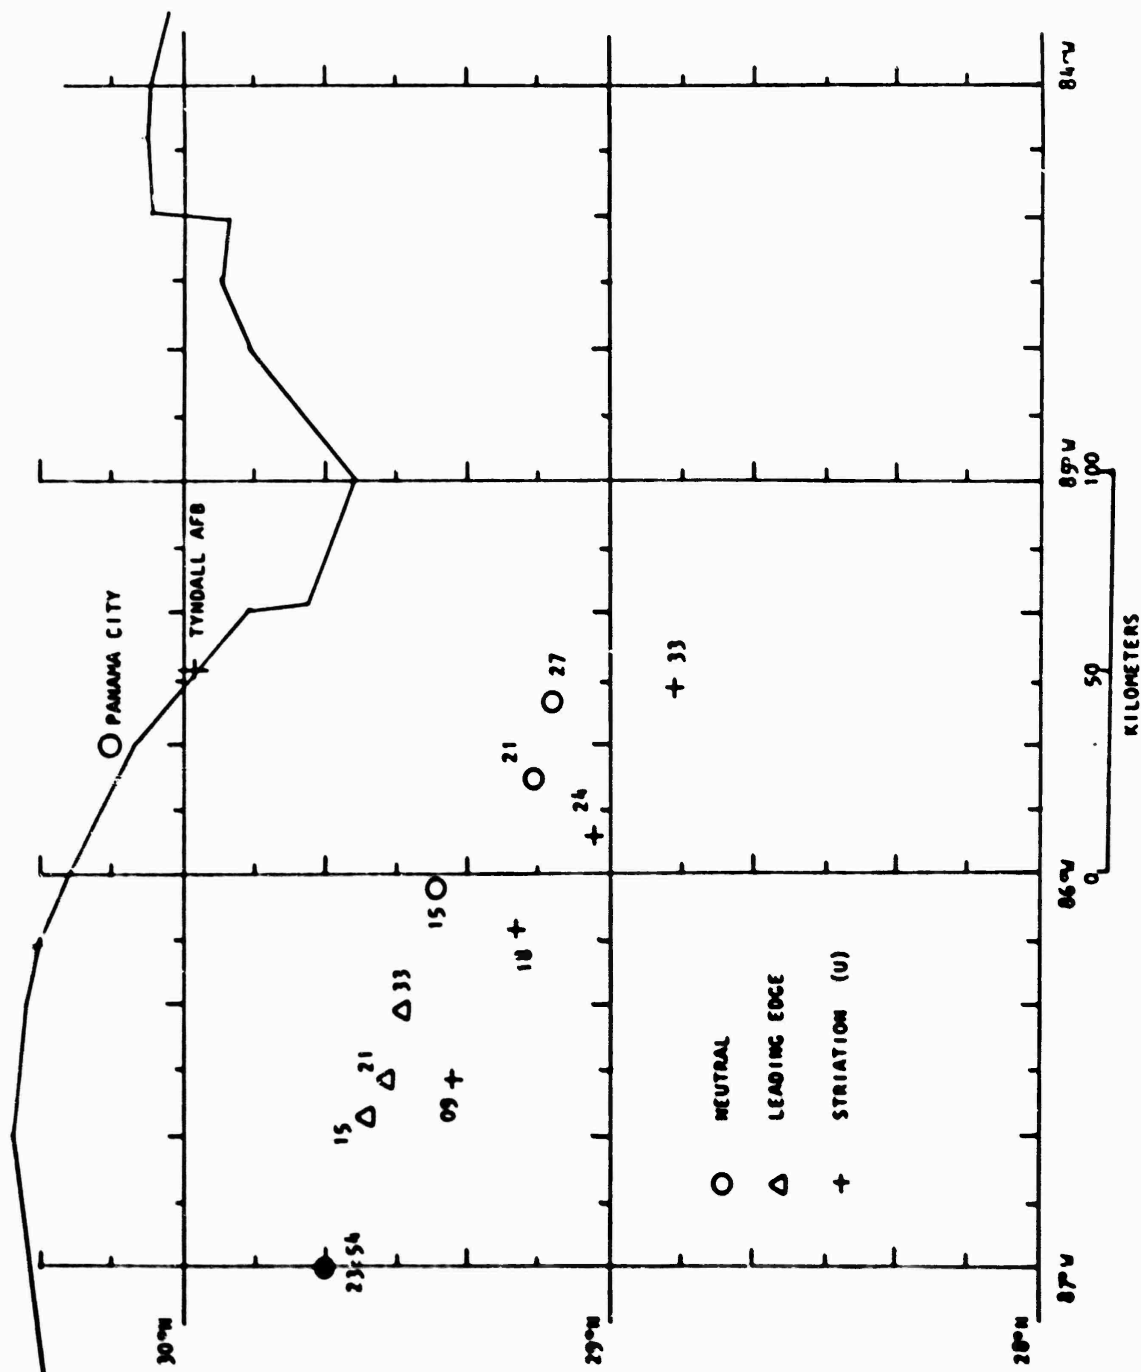 PANAMA CITY
TYNDALL AFB
30°N
29°N
28°N
23:54
15
21
33
09
18
15
24
21
27
33
NEUTRAL
LEADING EDGE
STRIATION (U)
87°W
86°W
85°W
84°W
0
50
100
KILOMETERS